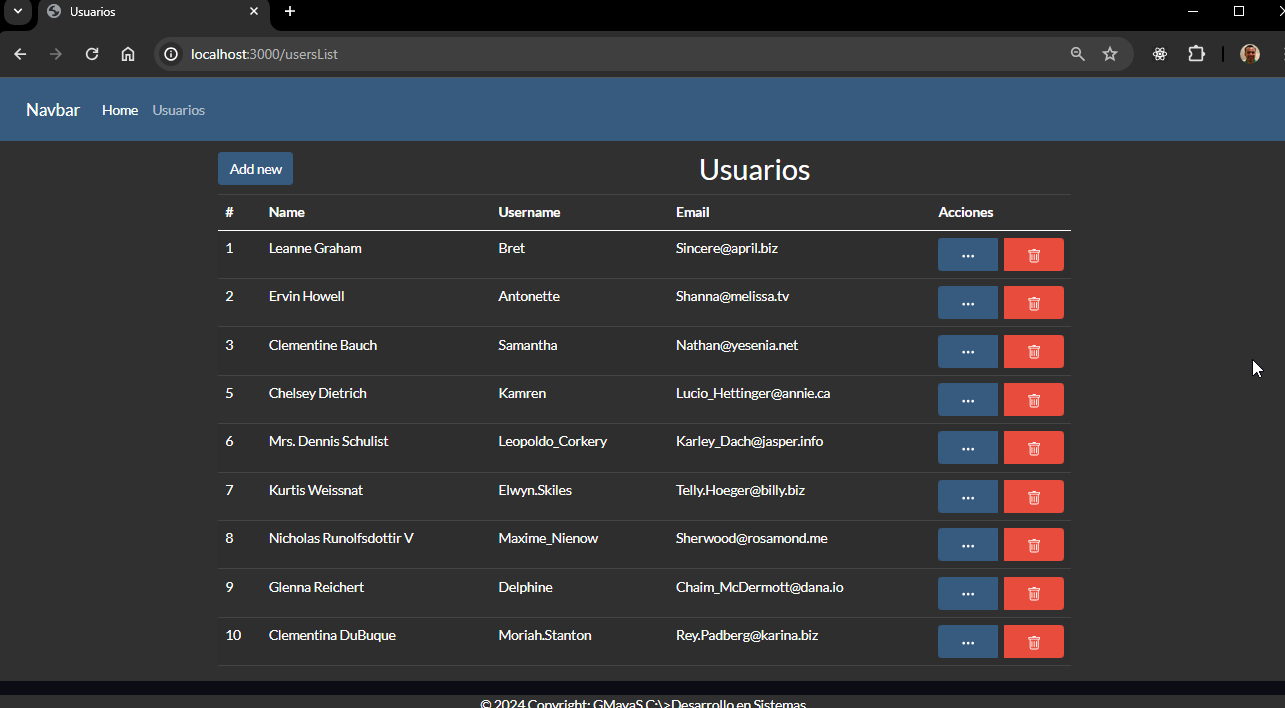 Usuarios
localhost:3000/usersList
Navbar Home Usuarios
Add new Usuarios
# Name Username Email Acciones
1 Leanne Graham Bret Sincere@april.biz
2 Ervin Howell Antonette Shanna@melissa.tv
3 Clementine Bauch Samantha Nathan@yesenia.net
5 Chelsey Dietrich Kamren Lucio_Hettinger@annie.ca
6 Mrs. Dennis Schulist Leopoldo_Corkery Karley_Dach@jasper.info
7 Kurtis Weissnat Elwyn.Skiles Telly.Hoeger@billy.biz
8 Nicholas Runolfsdottir V Maxime_Nienow Sherwood@rosamond.me
9 Glenna Reichert Delphine Chaim_McDermott@dana.io
10 Clementina DuBuque Moriah.Stanton Rey.Padberg@karina.biz
© 2024 Copyright: GMayaS C:\>Desarrollo en Sistemas